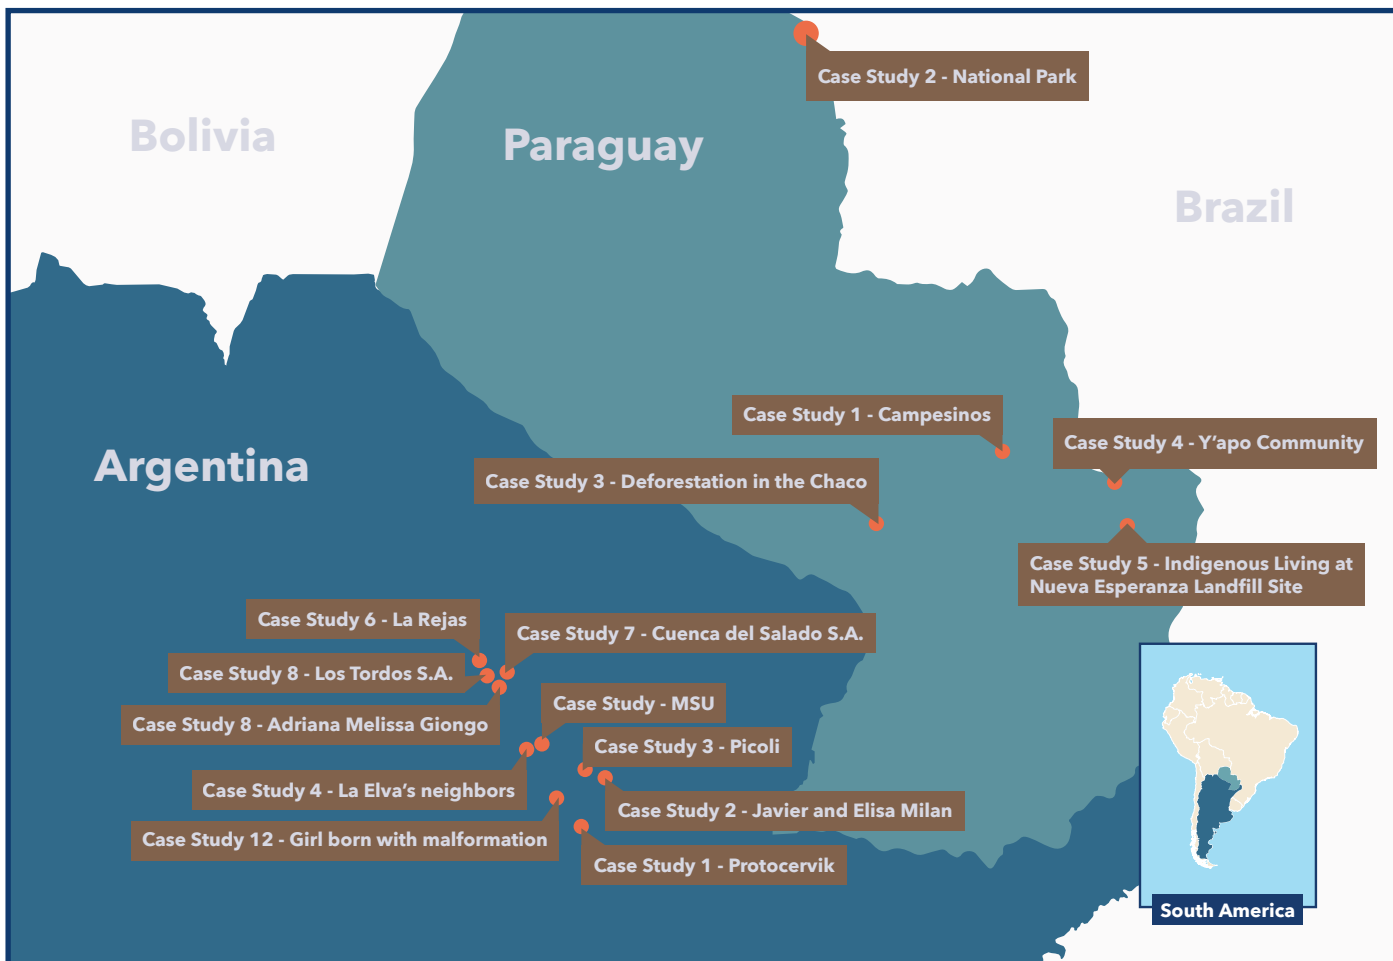 Case Study 2 - National Park
Bolivia
Paraguay
Brazil
Case Study 1 - Campesinos
Case Study 4 - Y’apo Community
Argentina
Case Study 3 - Deforestation in the Chaco
Case Study 5 - Indigenous Living at
Nueva Esperanza Landfill Site
Case Study 6 - La Rejas
Case Study 7 - Cuenca del Salado S.A.
Case Study 8 - Los Tordos S.A.
Case Study 8 - Adriana Melissa Giongo
Case Study - MSU
Case Study 3 - Picoli
Case Study 4 - La Elva’s neighbors
Case Study 2 - Javier and Elisa Milan
Case Study 12 - Girl born with malformation
Case Study 1 - Protocervik
South America